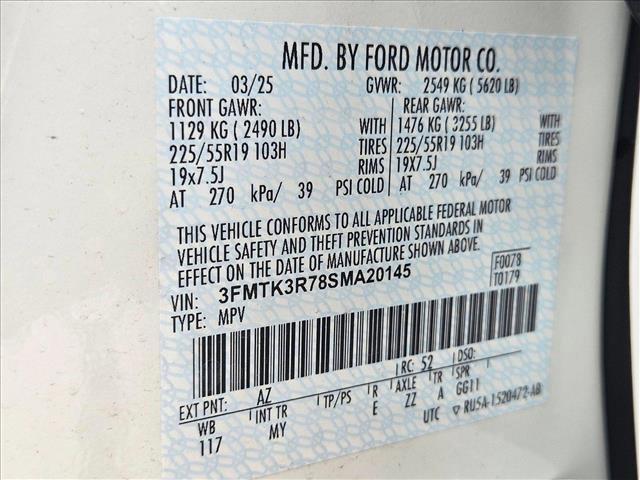 MFD. BY FORD MOTOR CO.
DATE: 03/25 GVWR: 2549 KG ( 5620 LB)
FRONT GAWR: REAR GAWR:
1129 KG ( 2490 LB) WITH 1476 KG ( 3255 LB) WITH
225/55R19 103H TIRES 225/55R19 103H TIRES
19x7.5J RIMS 19X7.5J RIMS
AT 270 kPa/ 39 PSI COLD AT 270 kPa/ 39 PSI COLD
THIS VEHICLE CONFORMS TO ALL APPLICABLE FEDERAL MOTOR
VEHICLE SAFETY AND THEFT PREVENTION STANDARDS IN
EFFECT ON THE DATE OF MANUFACTURE SHOWN ABOVE.
F0078
VIN: 3FMTK3R78SMA20145 T0179
TYPE: MPV
RC: 52 DSO:
EXT PNT: AZ
WB INT TR TP/PS R AXLE TR SPR
117 MY E ZZ A GG11
UTC RU5A-1520472-AB